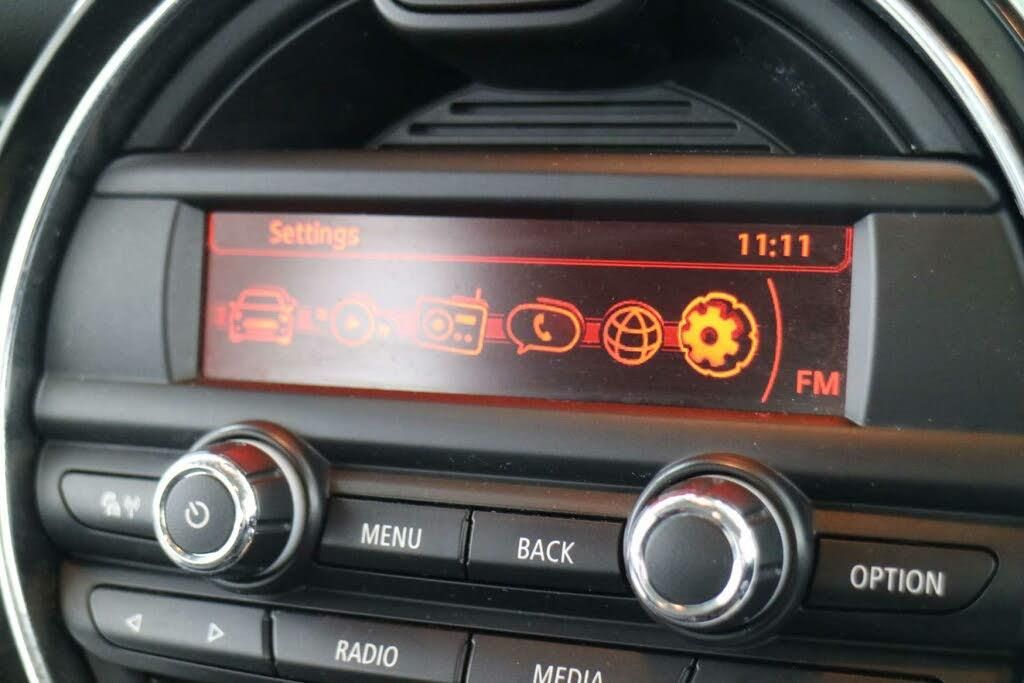 Settings
11:11
FM
MENU
BACK
OPTION
RADIO
MEDIA